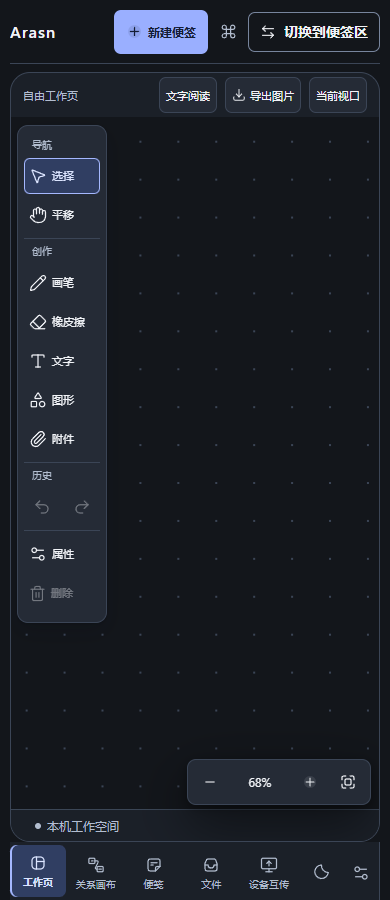 Arasn
新建便签
切换到便签区
自由工作页
文字阅读
导出图片
当前视口
导航
选择
平移
创作
画笔
橡皮擦
文字
图形
附件
历史
属性
删除
68%
本机工作空间
工作页
关系画布
便笺
文件
设备互传